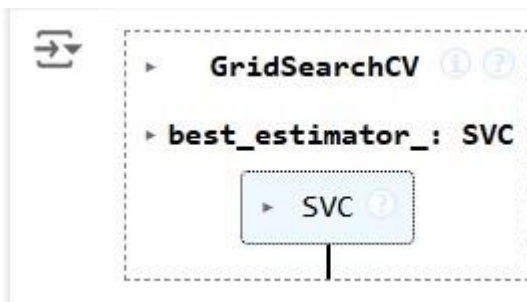 GridSearchCV i ?
best_estimator_: SVC
SVC ?